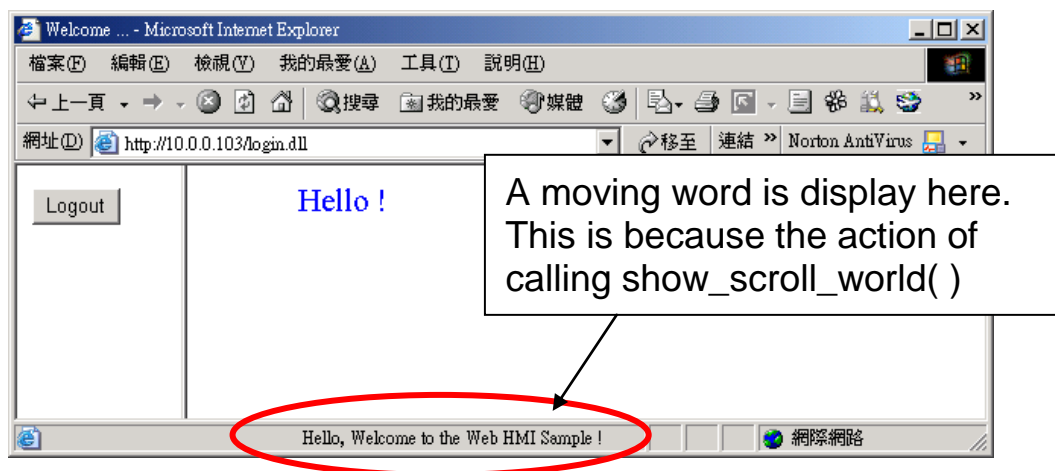 Welcome ... - Microsoft Internet Explorer
檔案(F) 編輯(E) 檢視(V) 我的最愛(A) 工具(T) 說明(H)
上一頁 搜尋 我的最愛 媒體 »
網址(D) http://10.0.0.103/login.dll 移至 連結 » Norton AntiVirus
Logout
Hello !
A moving word is display here.
This is because the action of
calling show_scroll_world( )
Hello, Welcome to the Web HMI Sample ! 網際網路